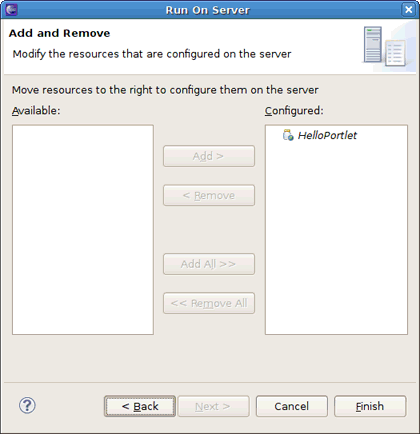 Run On Server
Add and Remove
Modify the resources that are configured on the server
Move resources to the right to configure them on the server
Available:
Configured:
HelloPortlet
Add >
< Remove
Add All >>
<< Remove All
?
< Back
Next >
Cancel
Finish